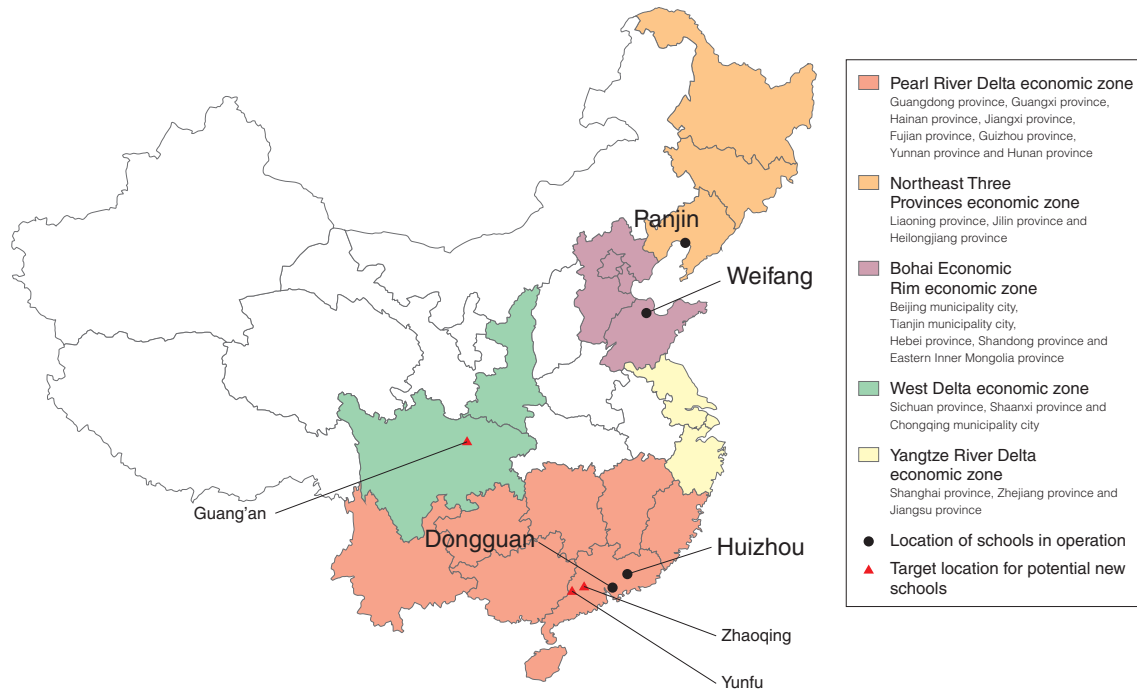 Panjin
Weifang
Guang'an
Dongguan
Huizhou
Zhaoqing
Yunfu
Pearl River Delta economic zone
Guangdong province, Guangxi province,
Hainan province, Jiangxi province,
Fujian province, Guizhou province,
Yunnan province and Hunan province
Northeast Three
Provinces economic zone
Liaoning province, Jilin province and
Heilongjiang province
Bohai Economic
Rim economic zone
Beijing municipality city,
Tianjin municipality city,
Hebei province, Shandong province and
Eastern Inner Mongolia province
West Delta economic zone
Sichuan province, Shaanxi province and
Chongqing municipality city
Yangtze River Delta
economic zone
Shanghai province, Zhejiang province and
Jiangsu province
Location of schools in operation
Target location for potential new
schools